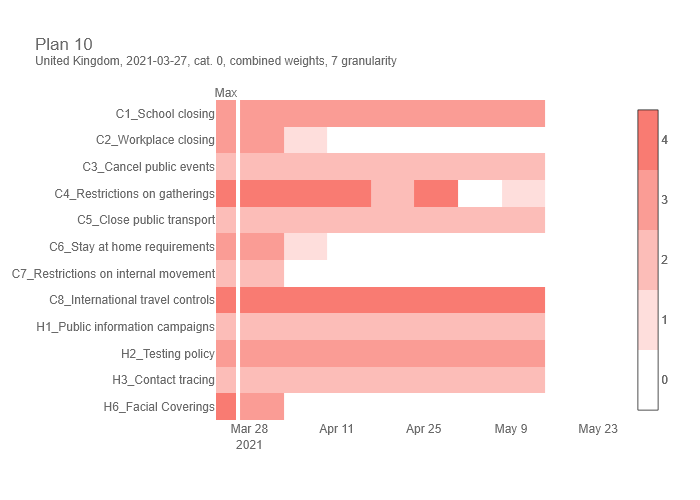 Plan 10
United Kingdom, 2021-03-27, cat. 0, combined weights, 7 granularity
Max
C1_School closing
C2_Workplace closing
C3_Cancel public events
C4_Restrictions on gatherings
C5_Close public transport
C6_Stay at home requirements
C7_Restrictions on internal movement
C8_International travel controls
H1_Public information campaigns
H2_Testing policy
H3_Contact tracing
H6_Facial Coverings
Mar 28 Apr 11 Apr 25 May 9 May 23
2021
4
3
2
1
0